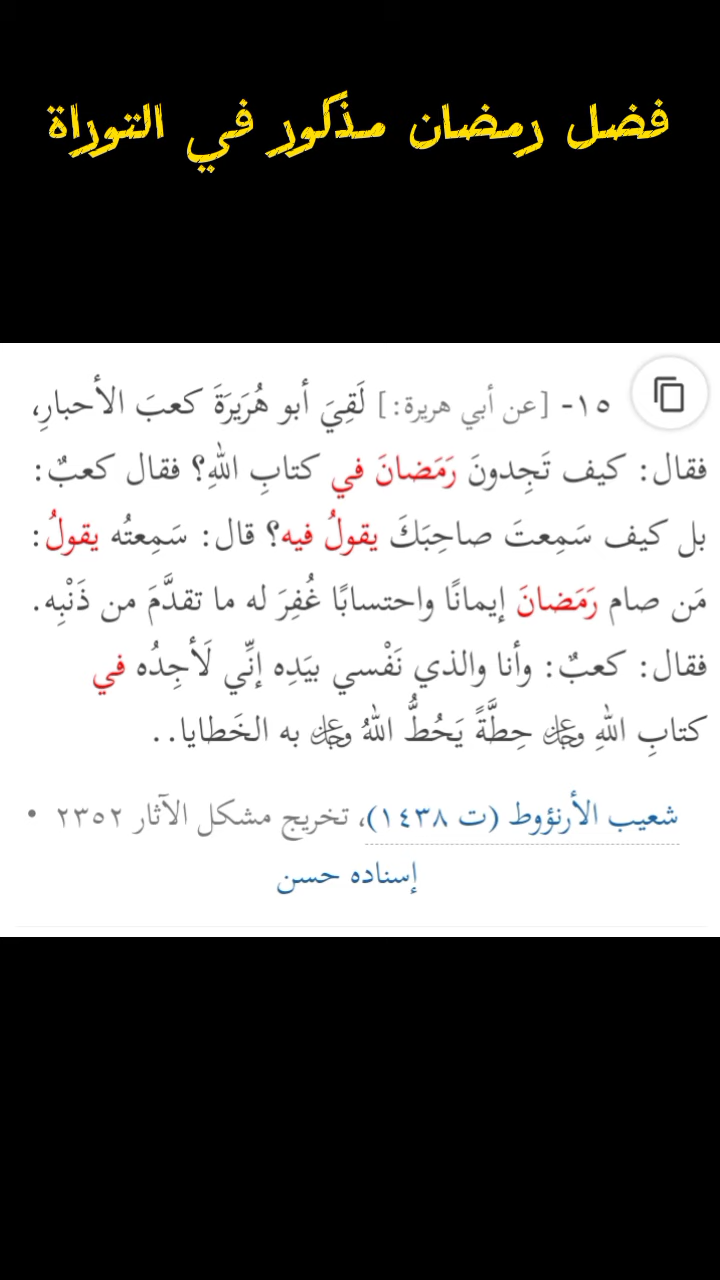 فضل رمضان مذكور في التوراة
١٥- [عن أبي هريرة:] لَقِيَ أبو هُرَيرَةَ كعبَ الأحبارِ،
فقال: كيف تَجِدونَ رَمَضانَ في كتابِ اللهِ؟ فقال كعبٌ:
بل كيف سَمِعتَ صاحِبَكَ يقولُ فيه؟ قال: سَمِعتُه يقولُ:
مَن صام رَمَضانَ إيمانًا واحتسابًا غُفِرَ له ما تقدَّمَ من ذَنْبِه.
فقال: كعبٌ: وأنا والذي نَفْسي بيَدِه إنِّي لَأجِدُه في
كتابِ اللهِ عز وجل حِطَّةً يَحُطُّ اللهُ عز وجل به الخَطايا..
شعيب الأرنؤوط (ت ١٤٣٨)، تخريج مشكل الآثار ٢٣٥٢ •
إسناده حسن